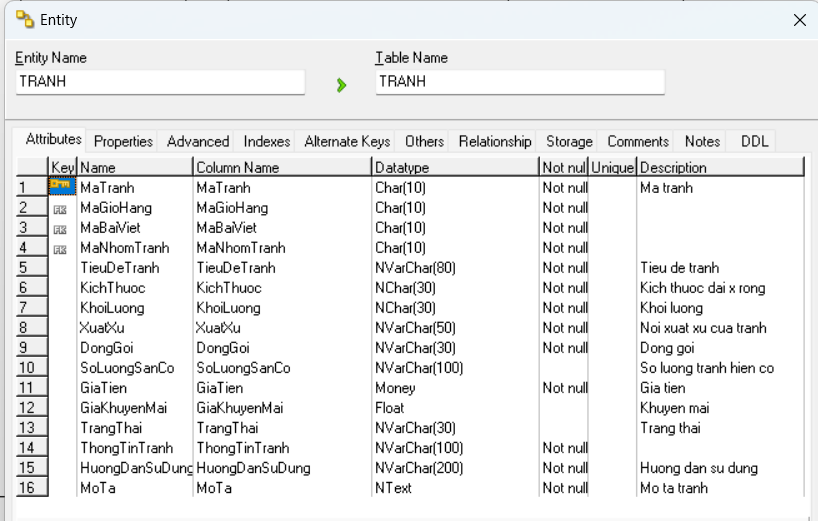 Entity
Entity Name
Table Name
TRANH
TRANH
Attributes Properties Advanced Indexes Alternate Keys Others Relationship Storage Comments Notes DDL
Key Name Column Name Datatype Not nul Unique Description
1 MaTranh MaTranh Char(10) Not null Ma tranh
2 FK MaGioHang MaGioHang Char(10) Not null
3 FK MaBaiViet MaBaiViet Char(10) Not null
4 FK MaNhomTranh MaNhomTranh Char(10) Not null
5 TieuDeTranh TieuDeTranh NVarChar(80) Not null Tieu de tranh
6 KichThuoc KichThuoc NChar(30) Not null Kich thuoc dai x rong
7 KhoiLuong KhoiLuong NChar(30) Not null Khoi luong
8 XuatXu XuatXu NVarChar(50) Not null Noi xuat xu cua tranh
9 DongGoi DongGoi NVarChar(30) Not null Dong goi
10 SoLuongSanCo SoLuongSanCo NVarChar(100) So luong tranh hien co
11 GiaTien GiaTien Money Not null Gia tien
12 GiaKhuyenMai GiaKhuyenMai Float Khuyen mai
13 TrangThai TrangThai NVarChar(30) Trang thai
14 ThongTinTranh ThongTinTranh NVarChar(100) Not null
15 HuongDanSuDung HuongDanSuDung NVarChar(200) Not null Huong dan su dung
16 MoTa MoTa NText Not null Mo ta tranh